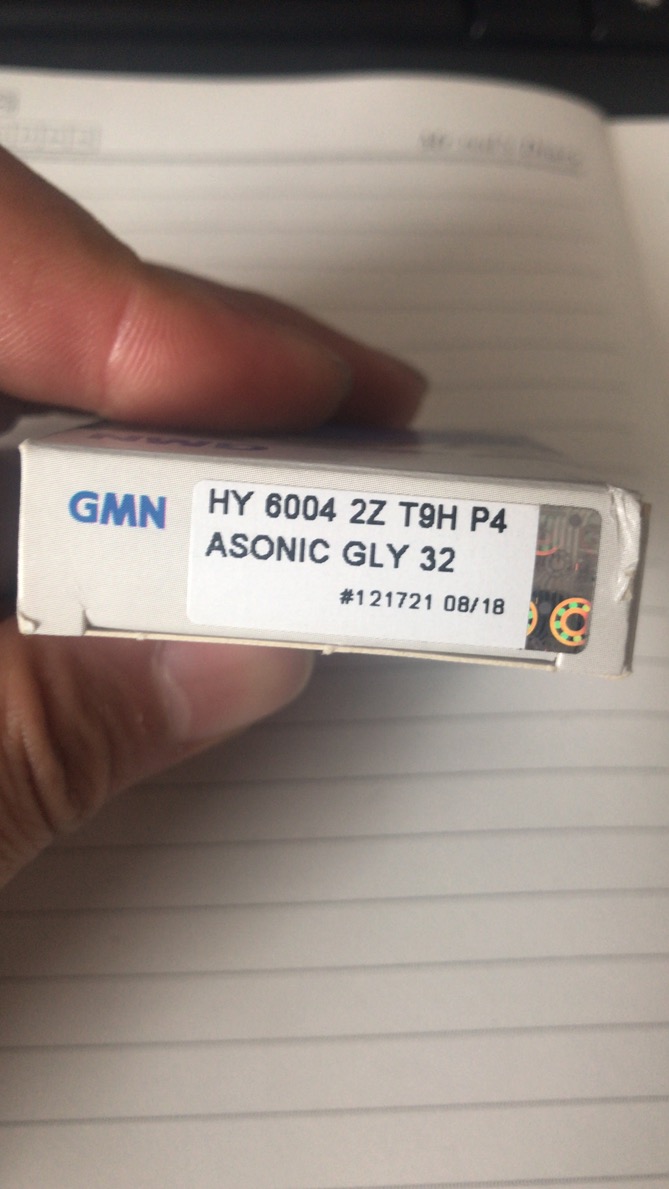 GMN
HY 6004 2Z T9H P4
ASONIC GLY 32
#121721 08/18